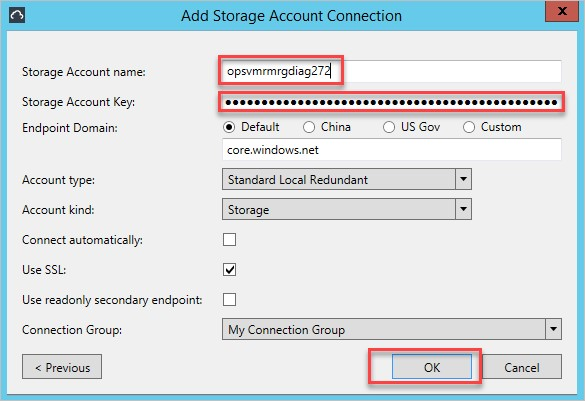 Add Storage Account Connection
X
Storage Account name: opsvmrmrgdiag272
Storage Account Key: ●●●●●●●●●●●●●●●●●●●●●●●●●●●●●●●●●●●●●●●●●●●●●●●
Endpoint Domain: Default China US Gov Custom
core.windows.net
Account type: Standard Local Redundant
Account kind: Storage
Connect automatically:
Use SSL:
Use readonly secondary endpoint:
Connection Group: My Connection Group
< Previous OK Cancel